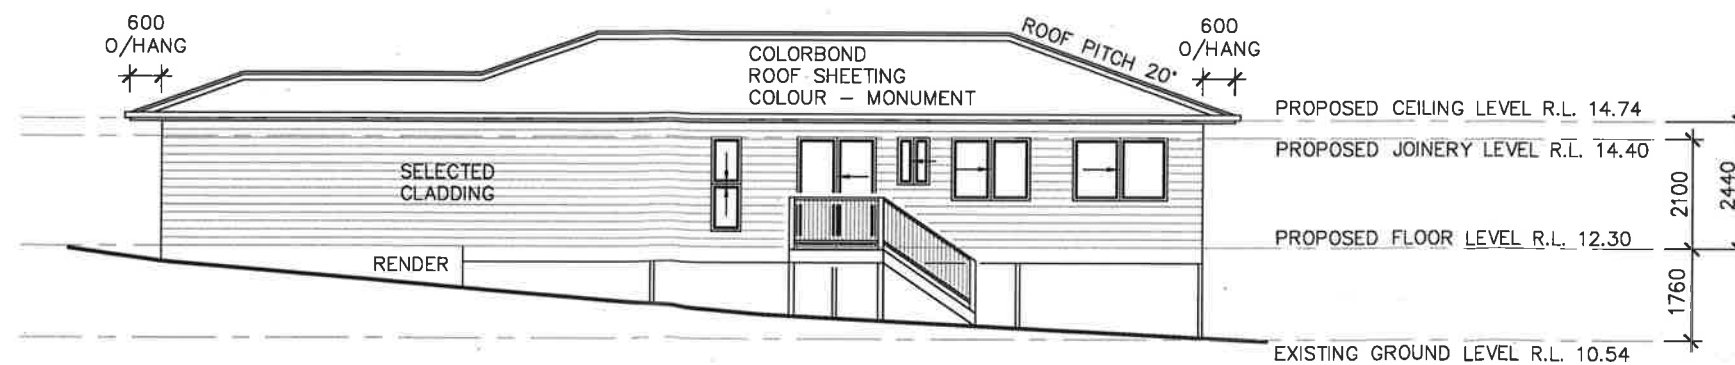 600
O/HANG
COLORBOND
ROOF SHEETING
COLOUR – MONUMENT
ROOF PITCH 20°
600
O/HANG
PROPOSED CEILING LEVEL R.L. 14.74
PROPOSED JOINERY LEVEL R.L. 14.40
SELECTED
CLADDING
2100
2440
PROPOSED FLOOR LEVEL R.L. 12.30
RENDER
1760
EXISTING GROUND LEVEL R.L. 10.54